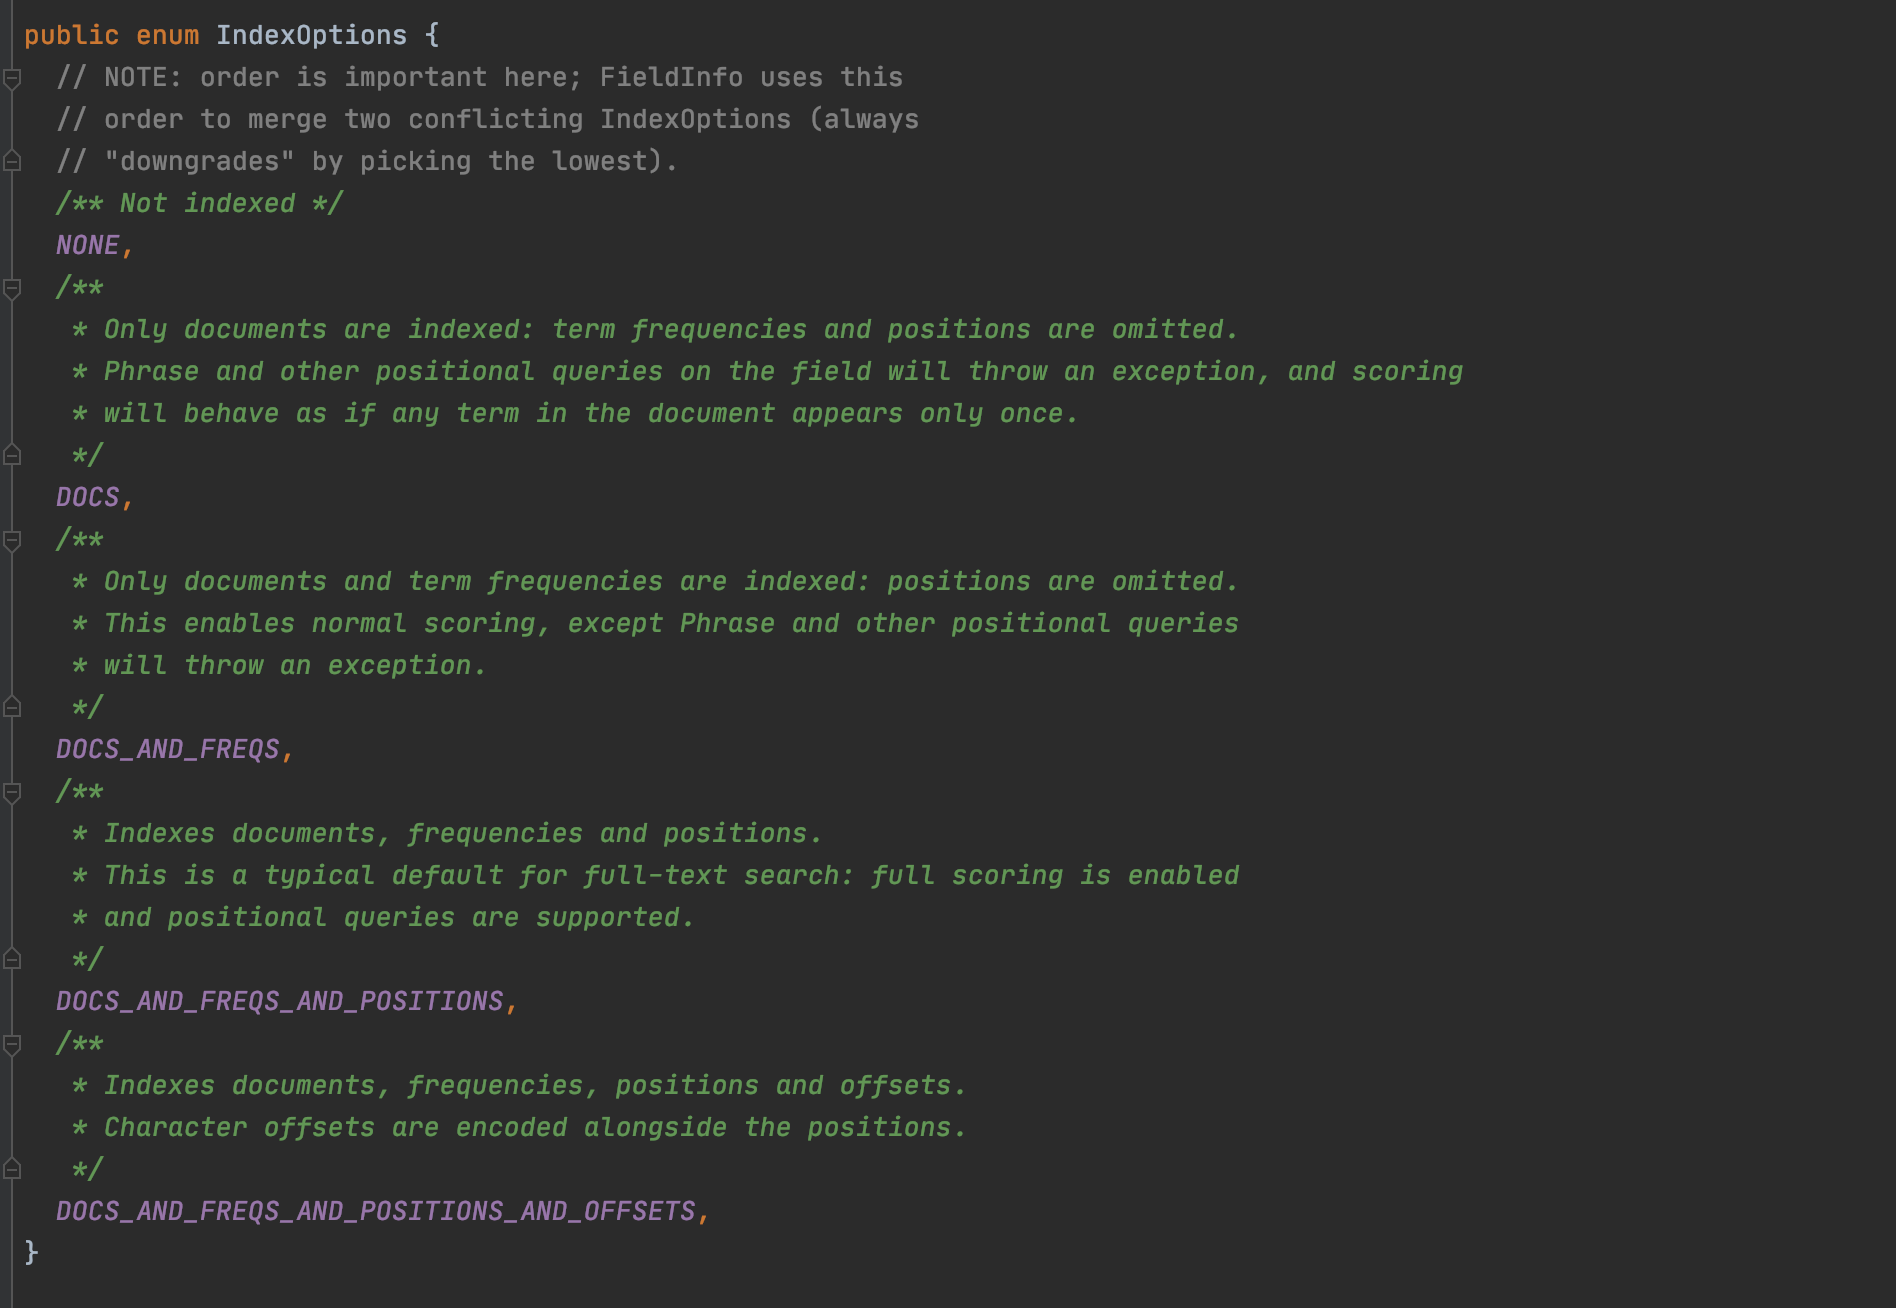 public enum IndexOptions {
  // NOTE: order is important here; FieldInfo uses this
  // order to merge two conflicting IndexOptions (always
  // "downgrades" by picking the lowest).
  /** Not indexed */
  NONE,
  /**
   * Only documents are indexed: term frequencies and positions are omitted.
   * Phrase and other positional queries on the field will throw an exception, and scoring
   * will behave as if any term in the document appears only once.
   */
  DOCS,
  /**
   * Only documents and term frequencies are indexed: positions are omitted.
   * This enables normal scoring, except Phrase and other positional queries
   * will throw an exception.
   */
  DOCS_AND_FREQS,
  /**
   * Indexes documents, frequencies and positions.
   * This is a typical default for full-text search: full scoring is enabled
   * and positional queries are supported.
   */
  DOCS_AND_FREQS_AND_POSITIONS,
  /**
   * Indexes documents, frequencies, positions and offsets.
   * Character offsets are encoded alongside the positions.
   */
  DOCS_AND_FREQS_AND_POSITIONS_AND_OFFSETS,
}